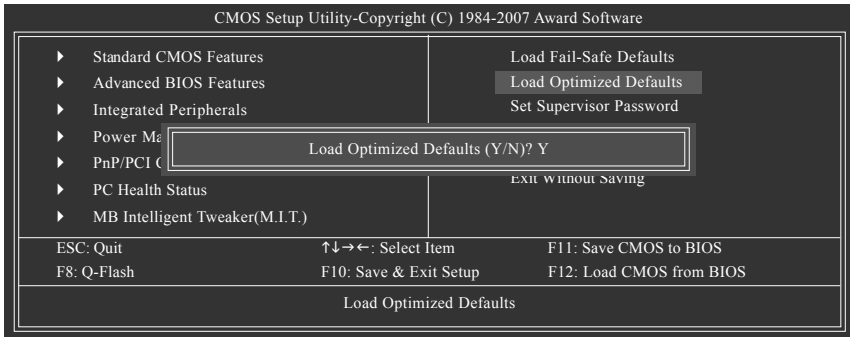 CMOS Setup Utility-Copyright (C) 1984-2007 Award Software
Standard CMOS Features
Advanced BIOS Features
Integrated Peripherals
Power Ma
PnP/PCI
PC Health Status
MB Intelligent Tweaker(M.I.T.)
Load Fail-Safe Defaults
Load Optimized Defaults
Set Supervisor Password
Exit Without Saving
Load Optimized Defaults (Y/N)? Y
ESC: Quit ↑↓→←: Select Item F11: Save CMOS to BIOS
F8: Q-Flash F10: Save & Exit Setup F12: Load CMOS from BIOS
Load Optimized Defaults